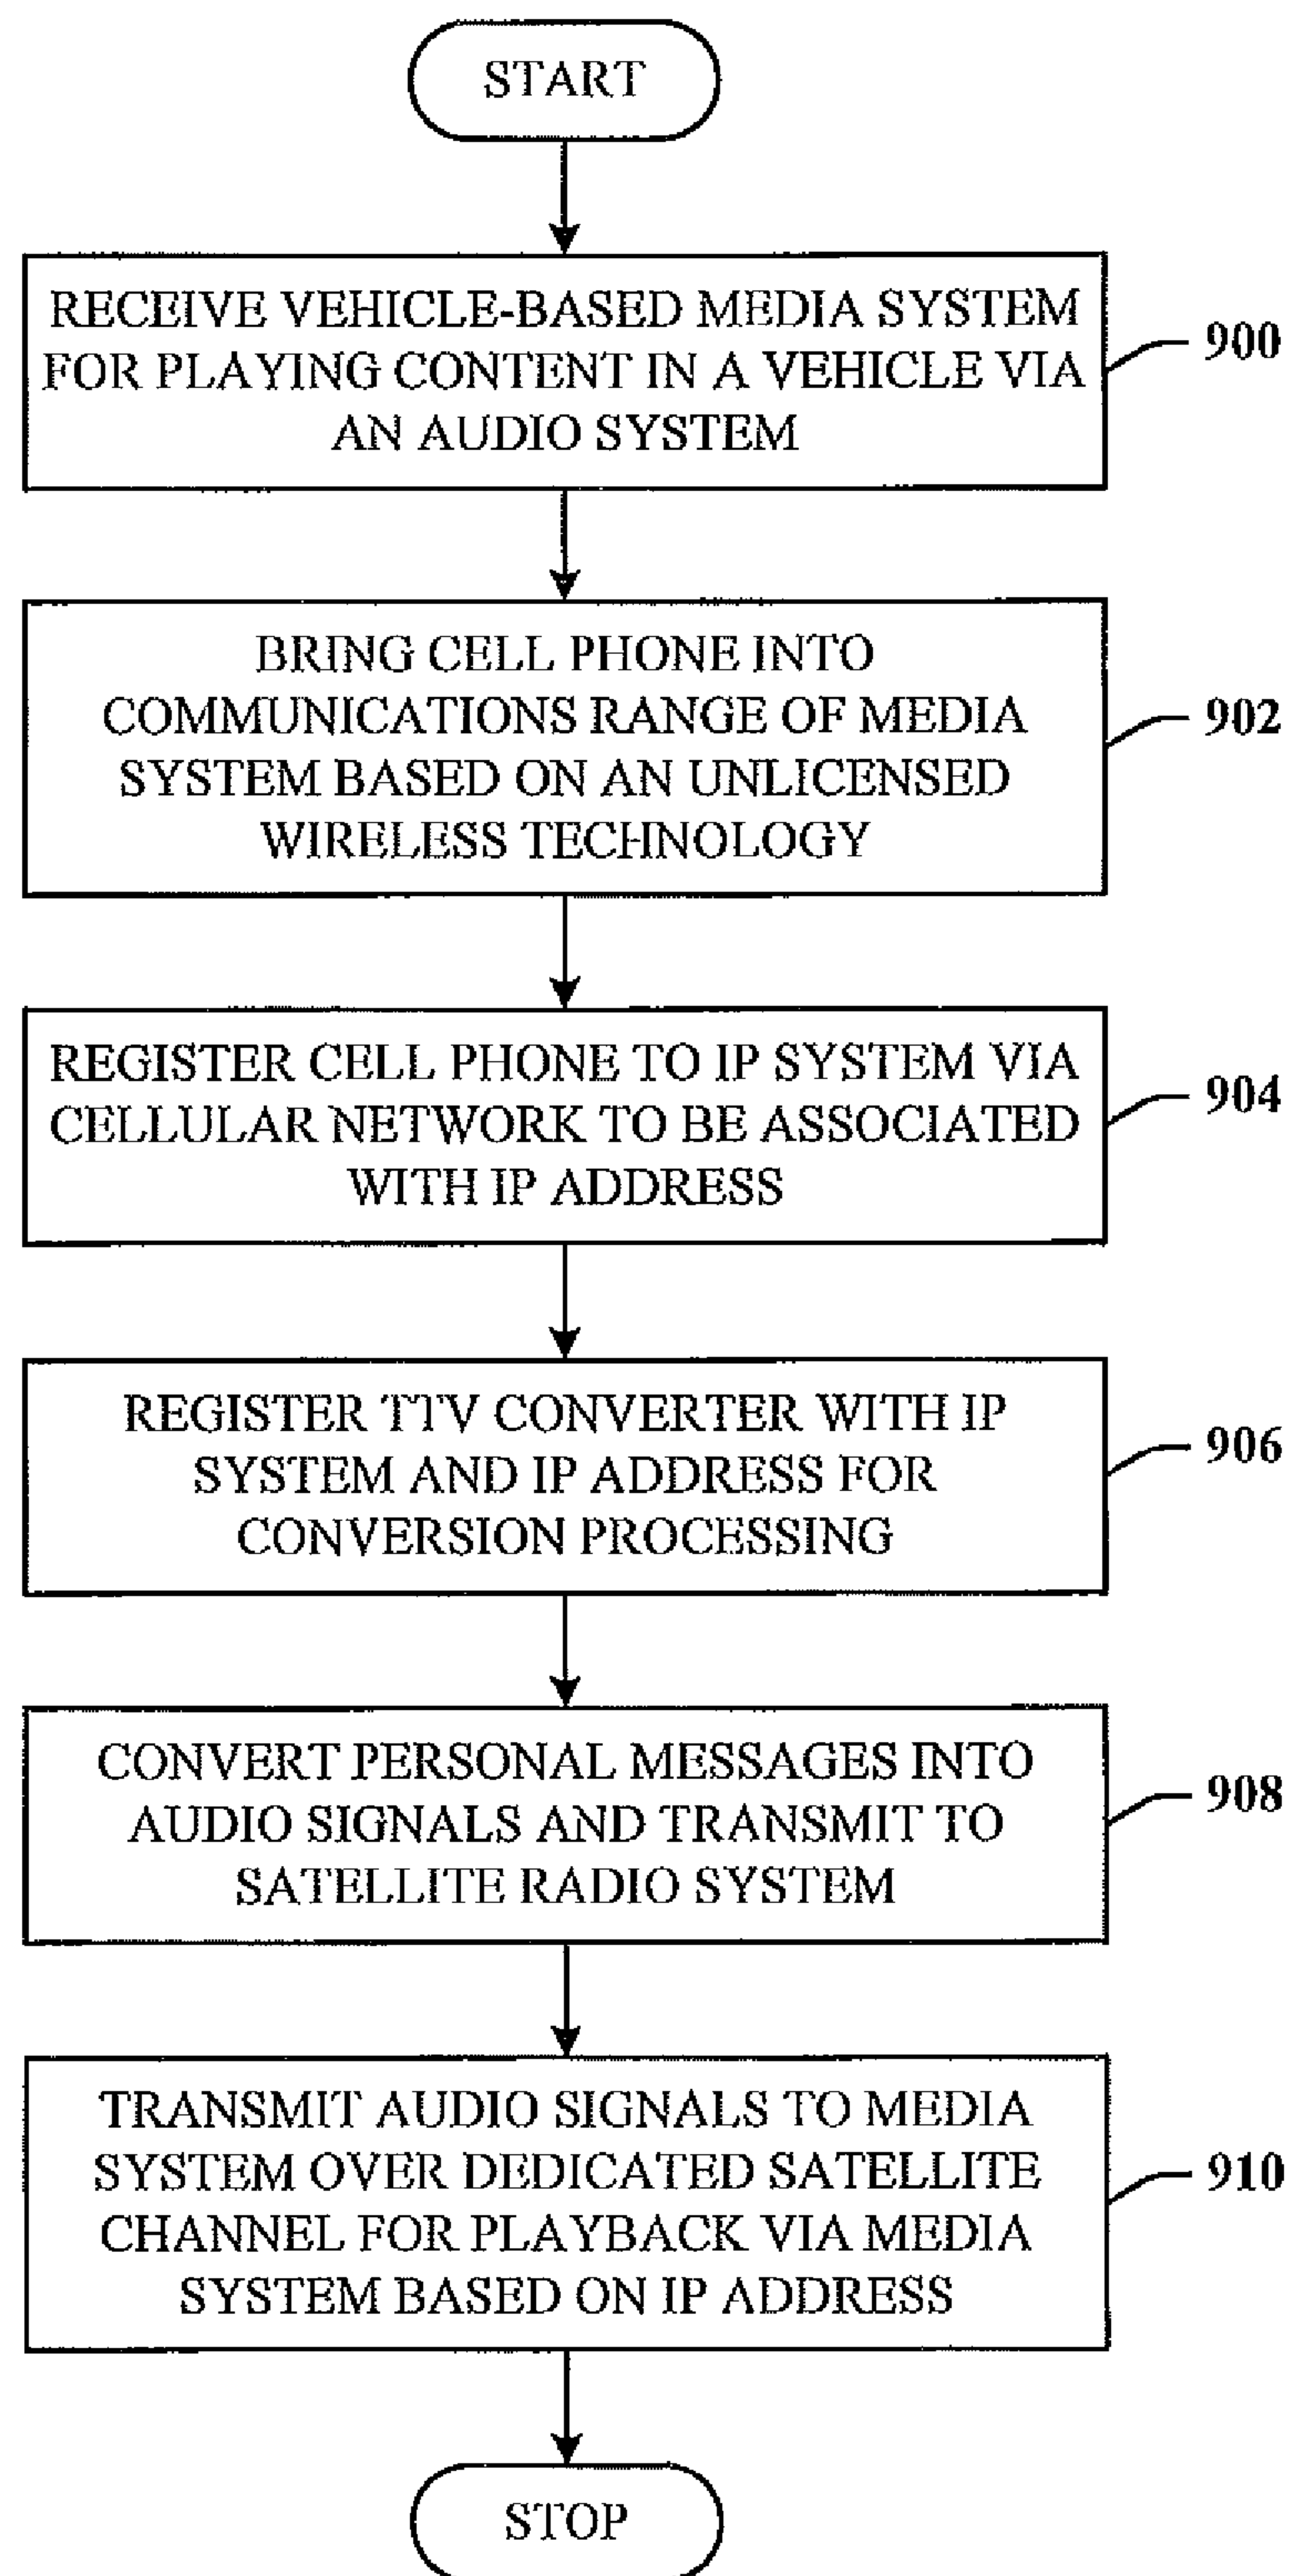 START
RECEIVE VEHICLE-BASED MEDIA SYSTEM
FOR PLAYING CONTENT IN A VEHICLE VIA
AN AUDIO SYSTEM
900
BRING CELL PHONE INTO
COMMUNICATIONS RANGE OF MEDIA
SYSTEM BASED ON AN UNLICENSED
WIRELESS TECHNOLOGY
902
REGISTER CELL PHONE TO IP SYSTEM VIA
CELLULAR NETWORK TO BE ASSOCIATED
WITH IP ADDRESS
904
REGISTER TTV CONVERTER WITH IP
SYSTEM AND IP ADDRESS FOR
CONVERSION PROCESSING
906
CONVERT PERSONAL MESSAGES INTO
AUDIO SIGNALS AND TRANSMIT TO
SATELLITE RADIO SYSTEM
908
TRANSMIT AUDIO SIGNALS TO MEDIA
SYSTEM OVER DEDICATED SATELLITE
CHANNEL FOR PLAYBACK VIA MEDIA
SYSTEM BASED ON IP ADDRESS
910
STOP